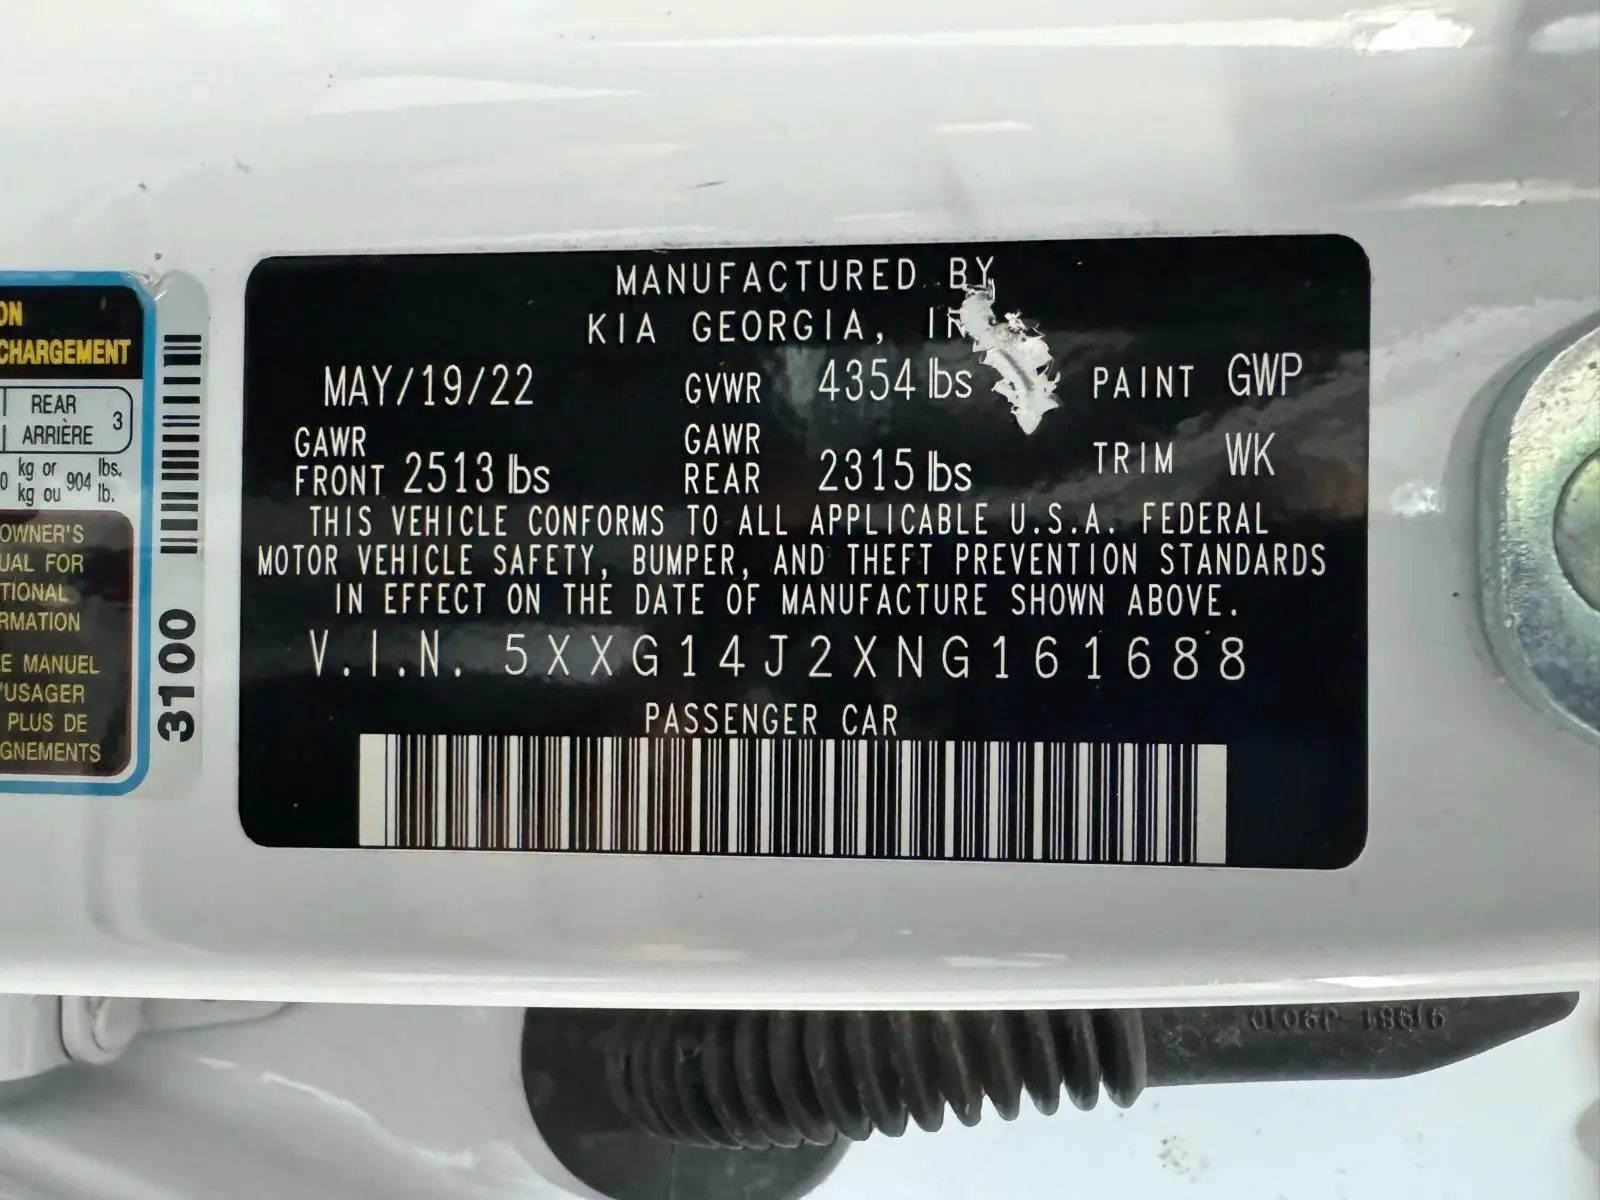 MANUFACTURED BY
KIA GEORGIA,
MAY/19/22 GVWR 4354 lbs PAINT GWP
GAWR FRONT 2513 lbs GAWR REAR 2315 lbs TRIM WK
THIS VEHICLE CONFORMS TO ALL APPLICABLE U.S.A. FEDERAL
MOTOR VEHICLE SAFETY, BUMPER, AND THEFT PREVENTION STANDARDS
IN EFFECT ON THE DATE OF MANUFACTURE SHOWN ABOVE.
V.I.N. 5XXG14J2XNG161688
PASSENGER CAR
ON
CHARGEMENT
REAR
ARRIÈRE 3
0 kg or 904 lbs.
kg ou lb.
OWNER'S
UAL FOR
TIONAL
RMATION
E MANUEL
'USAGER
PLUS DE
GNEMENTS
3100